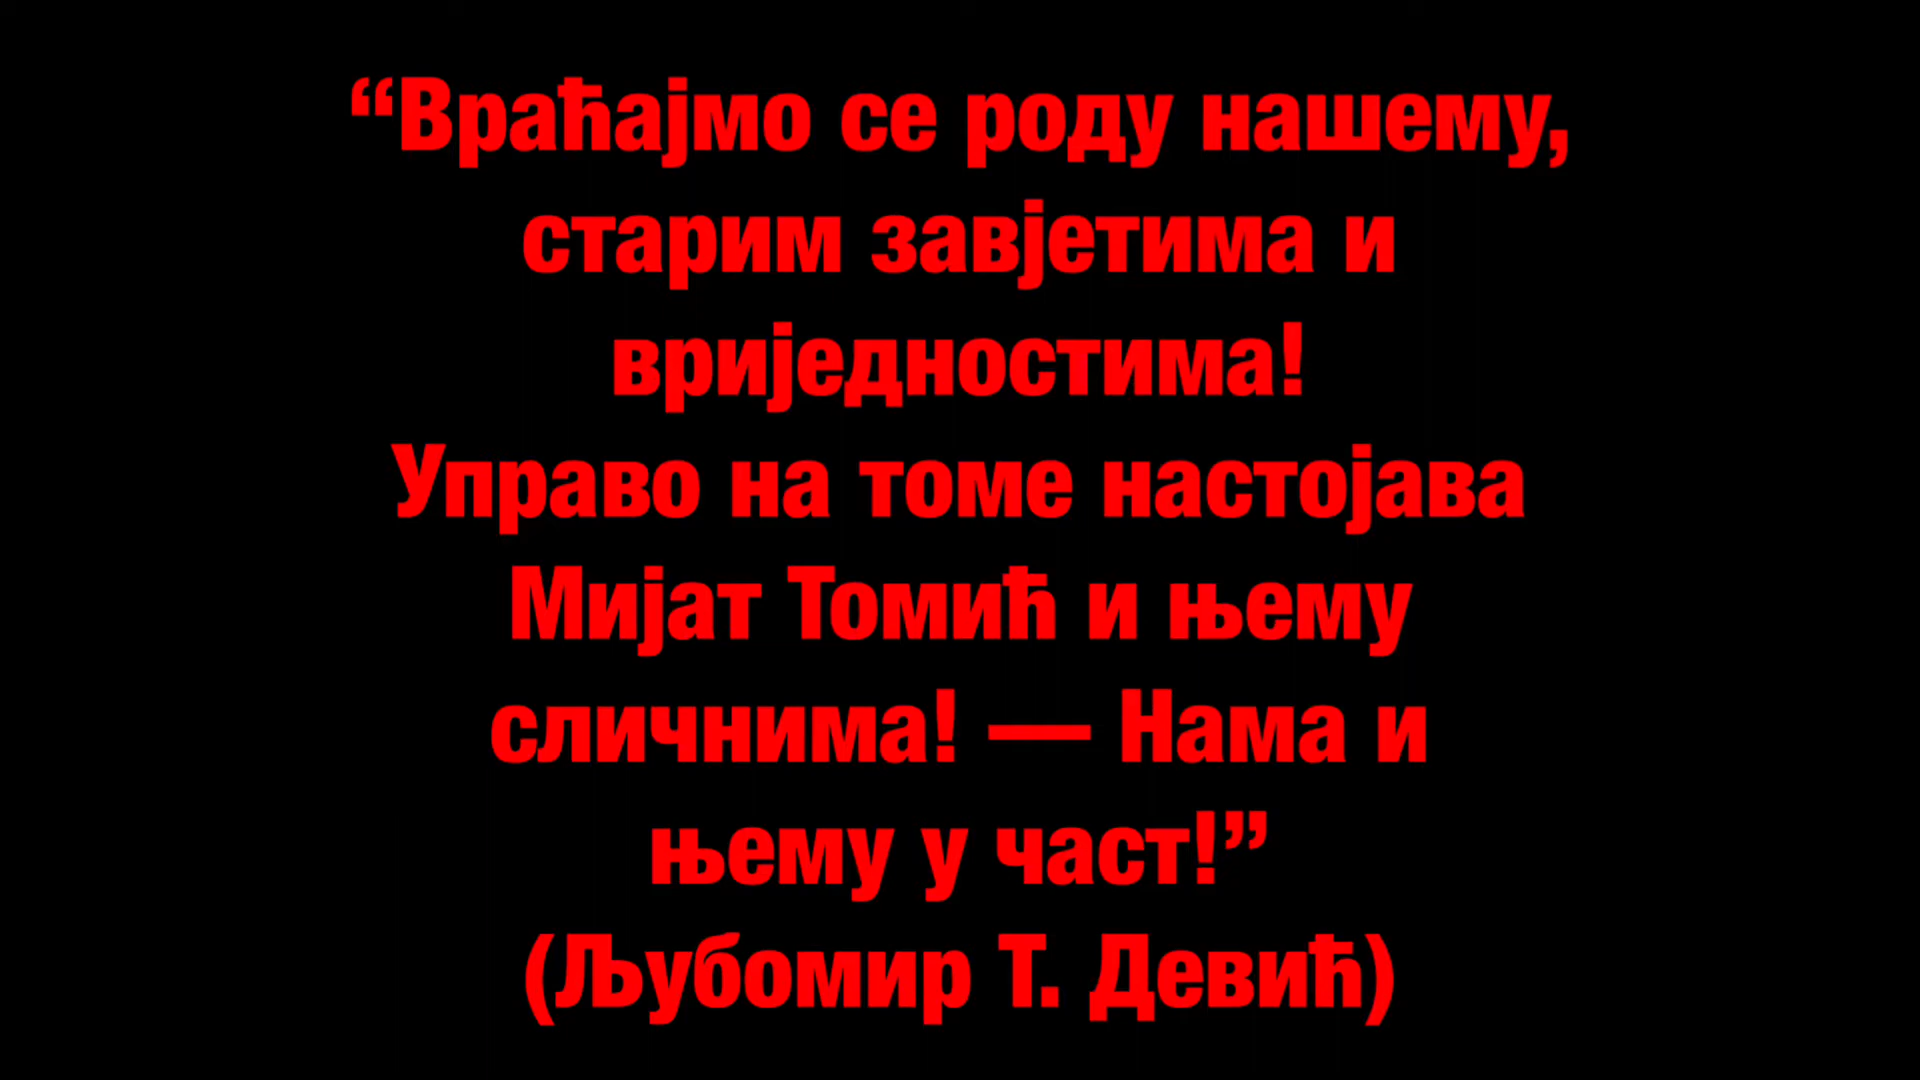 “Враћајмо се роду нашему,
старим завјетима и
вриједностима!
Управо на томе настојава
Мијат Томић и њему
сличнима! — Нама и
њему у част!”
(Љубомир Т. Девић)